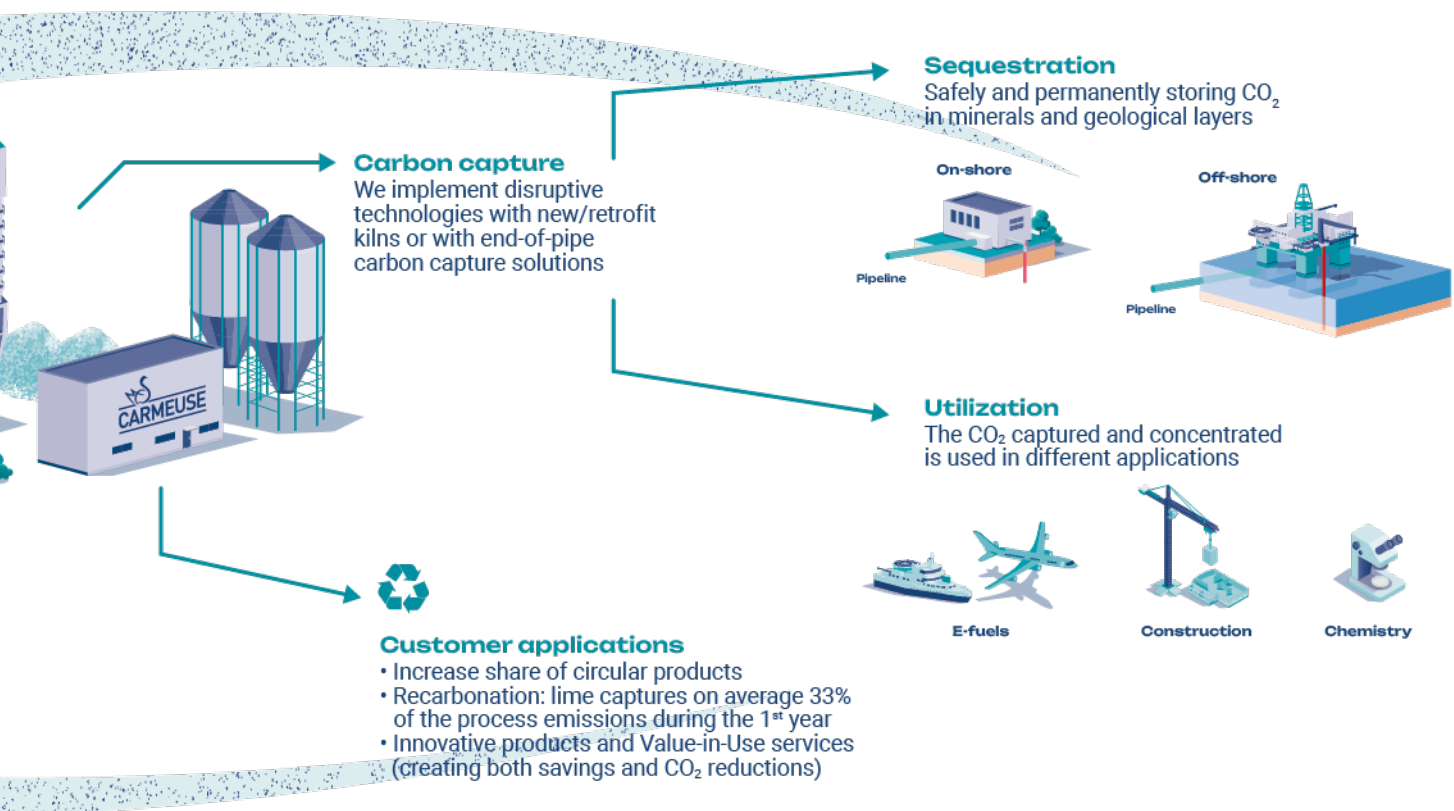 Carbon capture
We implement disruptive
technologies with new/retrofit
kilns or with end-of-pipe
carbon capture solutions
Sequestration
Safely and permanently storing CO₂
in minerals and geological layers
On-shore
Pipeline
Off-shore
Pipeline
CARMEUSE
Utilization
The CO₂ captured and concentrated
is used in different applications
E-fuels
Construction
Chemistry
Customer applications
• Increase share of circular products
• Recarbonation: lime captures on average 33%
of the process emissions during the 1ˢᵗ year
• Innovative products and Value-in-Use services
(creating both savings and CO₂ reductions)